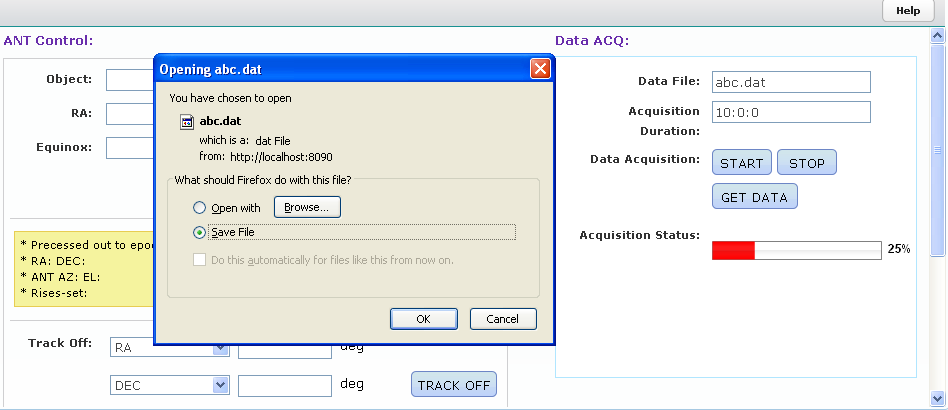 Help
ANT Control:
Object:
RA:
Equinox:
* Precessed out to epoc
* RA: DEC:
* ANT AZ: EL:
* Rises-set:
Track Off:
RA
deg
DEC
deg
TRACK OFF
Opening abc.dat
You have chosen to open
abc.dat
which is a: dat File
from: http://localhost:8090
What should Firefox do with this file?
Open with
Browse...
Save File
Do this automatically for files like this from now on.
OK
Cancel
Data ACQ:
Data File:
abc.dat
Acquisition
Duration:
10:0:0
Data Acquisition:
START
STOP
GET DATA
Acquisition Status:
25%